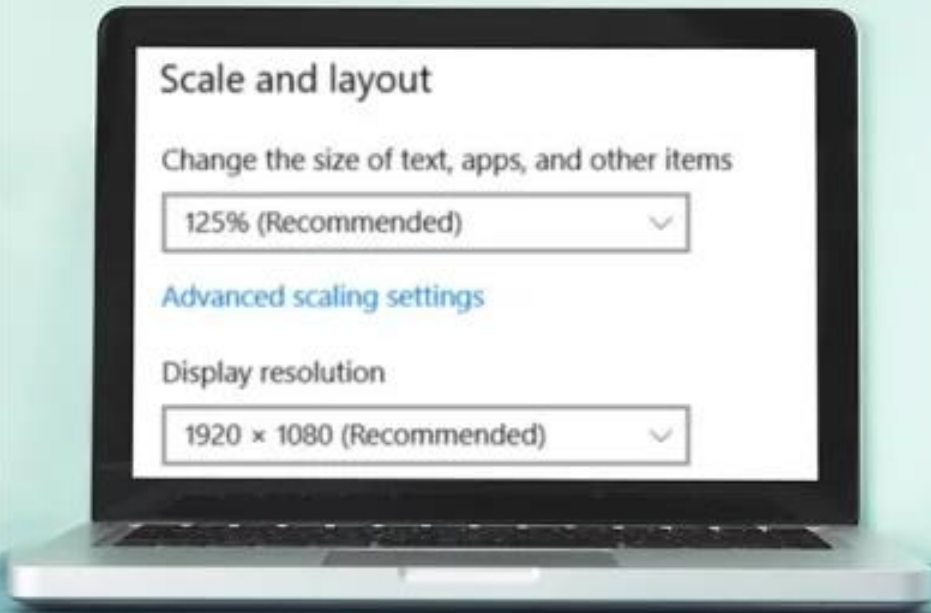 Scale and layout
Change the size of text, apps, and other items
125% (Recommended)
Advanced scaling settings
Display resolution
1920 × 1080 (Recommended)